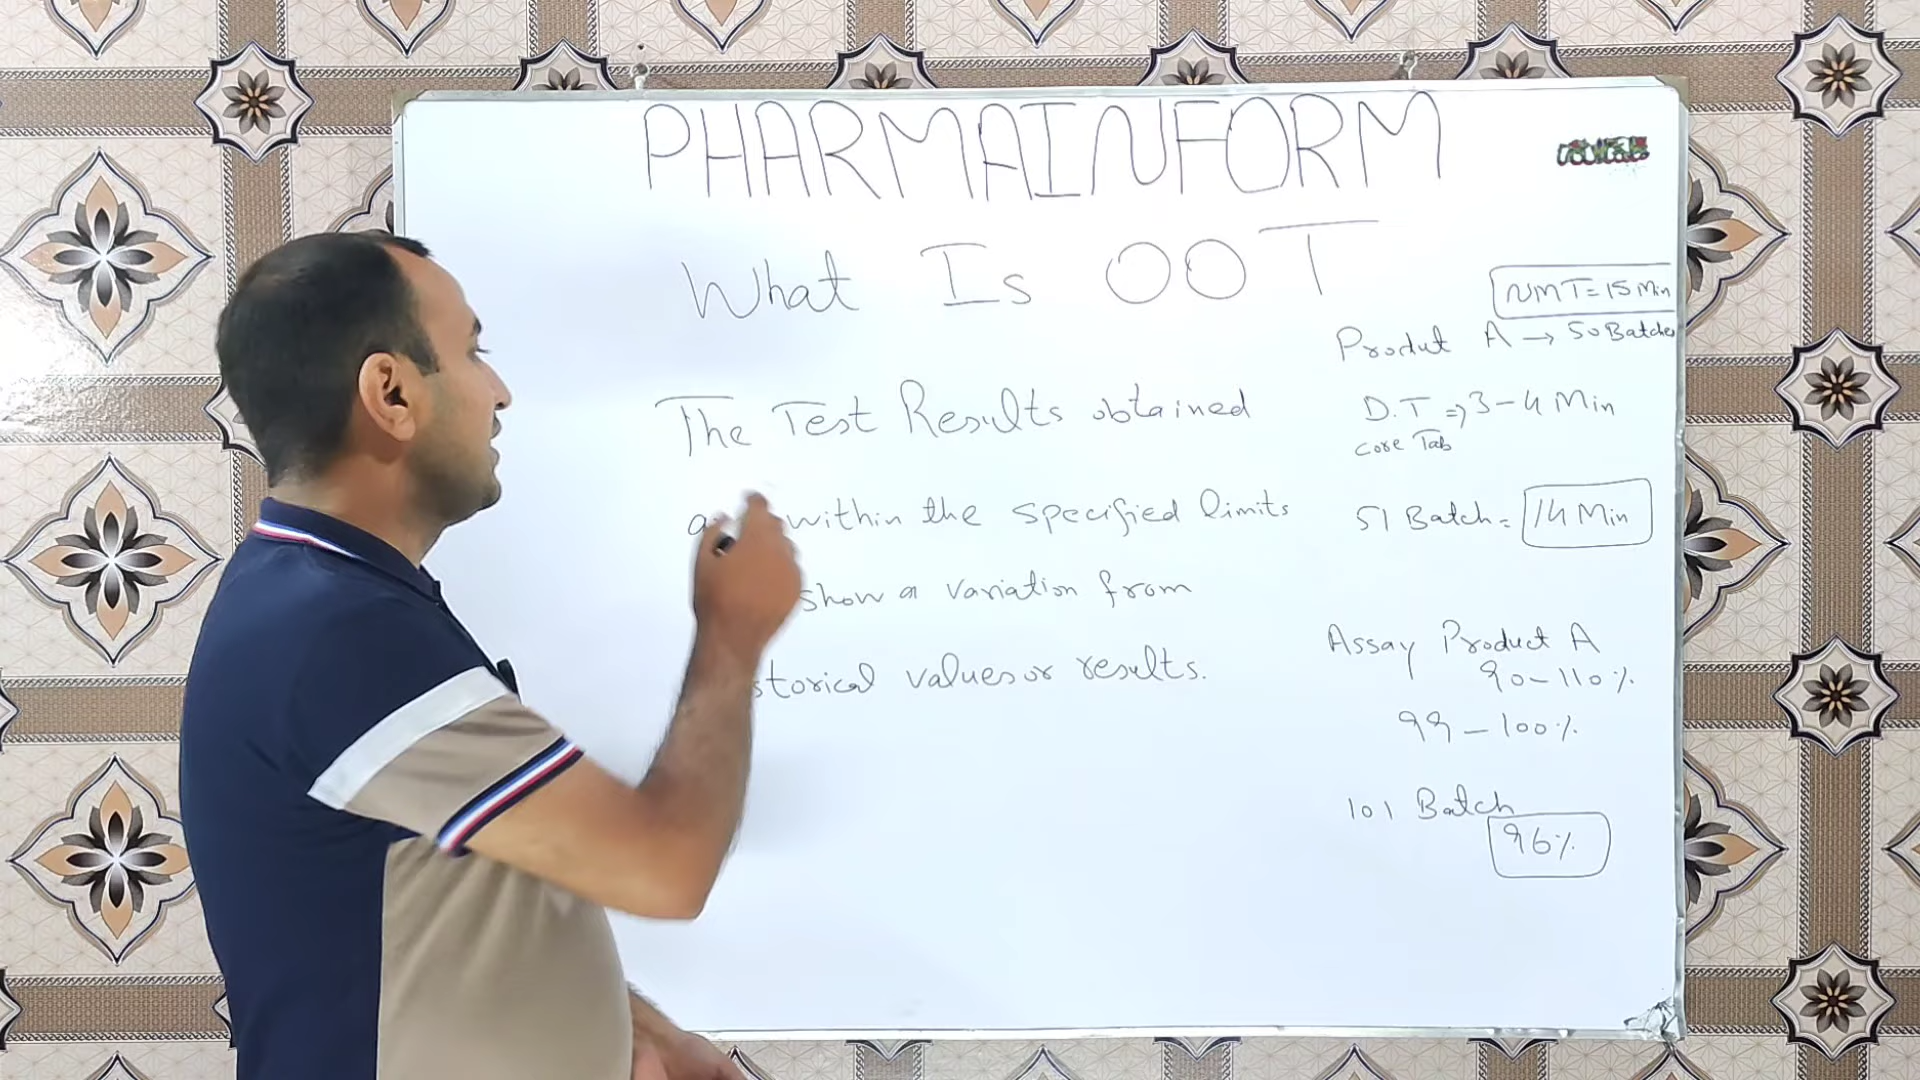 PHARMAINFORM
What Is OOT
The Test Results obtained
within the specified limits
show a variation from
values or results.
NMT=15 Min
Produt A → 50 Batches
D.T => 3-4 Min
core Tab
51 Batch = 14 Min
Assay Product A
90-110%
99-100%
101 Batch
96%